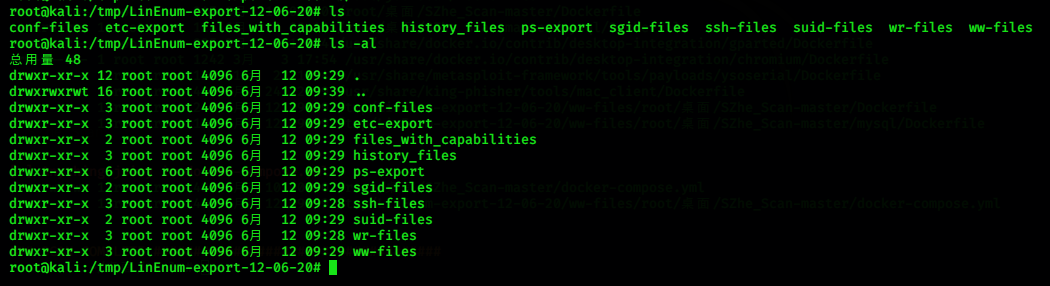 root@kali:/tmp/LinEnum-export-12-06-20# ls
conf-files  etc-export  files_with_capabilities  history_files  ps-export  sgid-files  ssh-files  suid-files  wr-files  ww-files
root@kali:/tmp/LinEnum-export-12-06-20# ls -al
总用量 48
drwxr-xr-x 12 root root 4096 6月  12 09:29 .
drwxrwxrwt 16 root root 4096 6月  12 09:39 ..
drwxr-xr-x  3 root root 4096 6月  12 09:29 conf-files
drwxr-xr-x  3 root root 4096 6月  12 09:29 etc-export
drwxr-xr-x  2 root root 4096 6月  12 09:29 files_with_capabilities
drwxr-xr-x  3 root root 4096 6月  12 09:29 history_files
drwxr-xr-x  6 root root 4096 6月  12 09:29 ps-export
drwxr-xr-x  2 root root 4096 6月  12 09:29 sgid-files
drwxr-xr-x  3 root root 4096 6月  12 09:28 ssh-files
drwxr-xr-x  2 root root 4096 6月  12 09:29 suid-files
drwxr-xr-x  3 root root 4096 6月  12 09:28 wr-files
drwxr-xr-x  3 root root 4096 6月  12 09:29 ww-files
root@kali:/tmp/LinEnum-export-12-06-20#